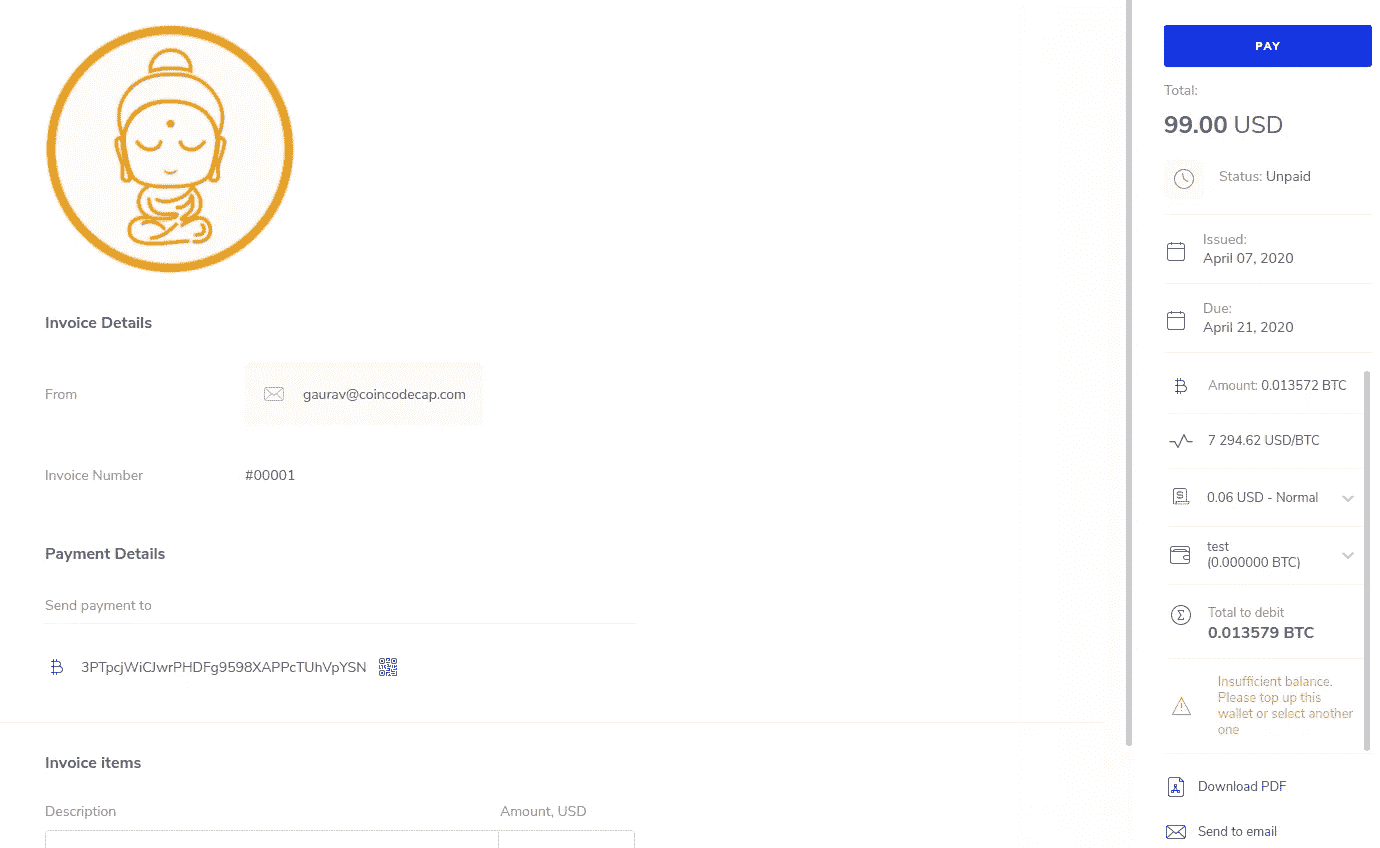 Invoice Details
From
gaurav@coincodecap.com
Invoice Number
#00001
Payment Details
Send payment to
3PTpcjWiCJwrPHDFg9598XAPPcTUhVpYSN
Invoice items
Description
Amount, USD
PAY
Total:
99.00 USD
Status: Unpaid
Issued:
April 07, 2020
Due:
April 21, 2020
Amount: 0.013572 BTC
7 294.62 USD/BTC
0.06 USD - Normal
test
(0.000000 BTC)
Total to debit
0.013579 BTC
Insufficient balance.
Please top up this
wallet or select another
one
Download PDF
Send to email